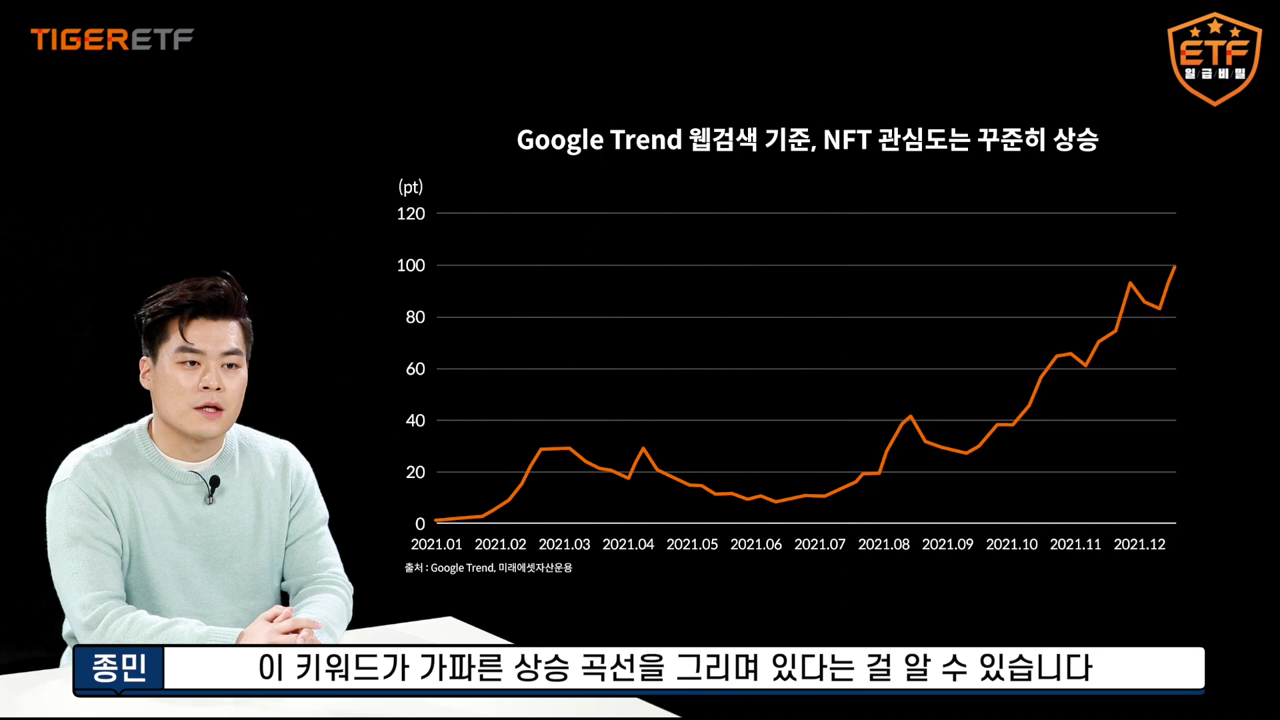 TIGERETF
ETF
일급비밀
Google Trend 웹검색 기준, NFT 관심도는 꾸준히 상승
(pt)
120
100
80
60
40
20
0
2021.01 2021.02 2021.03 2021.04 2021.05 2021.06 2021.07 2021.08 2021.09 2021.10 2021.11 2021.12
출처 : Google Trend, 미래에셋자산운용
종민 이 키워드가 가파른 상승 곡선을 그리며 있다는 걸 알 수 있습니다